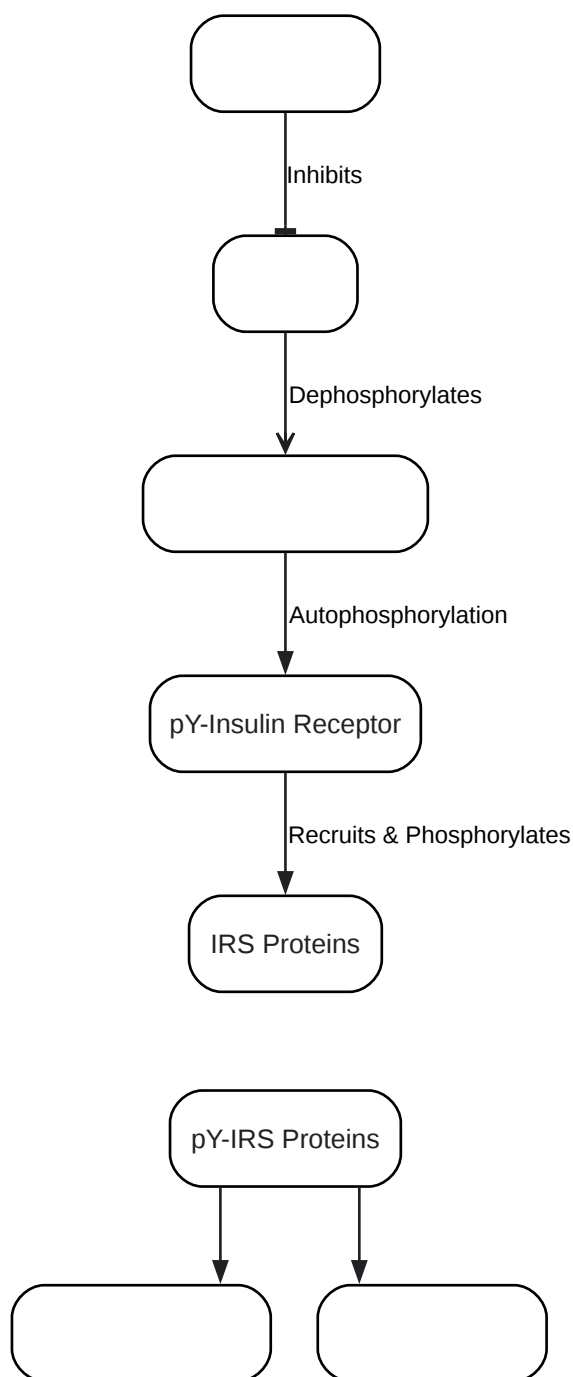 Inhibits
Dephosphorylates
Autophosphorylation
pY-Insulin Receptor
Recruits & Phosphorylates
IRS Proteins
pY-IRS Proteins